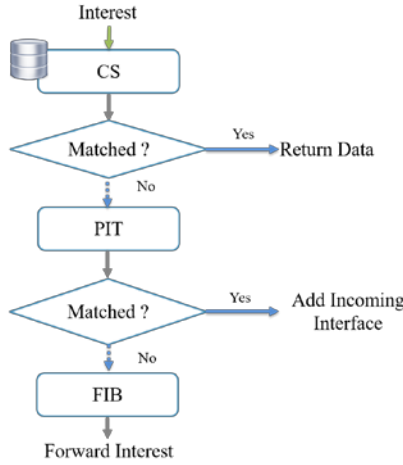 Interest
CS
Matched ?
Yes
Return Data
No
PIT
Matched ?
Yes
Add Incoming
Interface
No
FIB
Forward Interest